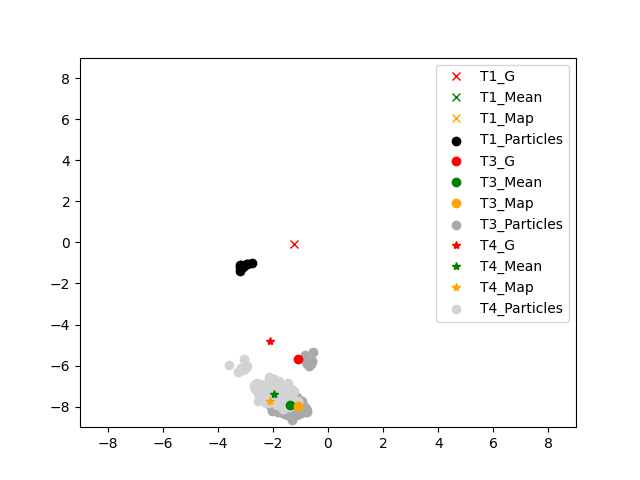 8
6
4
2
0
−2
−4
−6
−8
−8
−6
−4
−2
0
2
4
6
8
T1_G
T1_Mean
T1_Map
T1_Particles
T3_G
T3_Mean
T3_Map
T3_Particles
T4_G
T4_Mean
T4_Map
T4_Particles